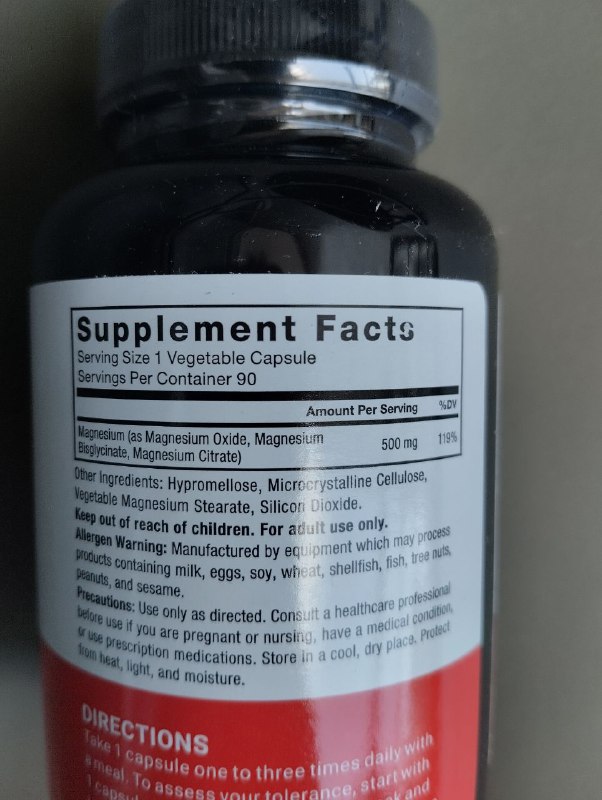 Supplement Facts
Serving Size 1 Vegetable Capsule
Servings Per Container 90
Amount Per Serving %DV
Magnesium (as Magnesium Oxide, Magnesium
Bisglycinate, Magnesium Citrate) 500 mg 119%
Other Ingredients: Hypromellose, Microcrystalline Cellulose,
Vegetable Magnesium Stearate, Silicon Dioxide.
Keep out of reach of children. For adult use only.
Allergen Warning: Manufactured by equipment which may process
products containing milk, eggs, soy, wheat, shellfish, fish, tree nuts,
peanuts, and sesame.
Precautions: Use only as directed. Consult a healthcare professional
before use if you are pregnant or nursing, have a medical condition,
or use prescription medications. Store in a cool, dry place. Protect
from heat, light, and moisture.
DIRECTIONS
Take 1 capsule one to three times daily with
a meal. To assess your tolerance, start with
1 and